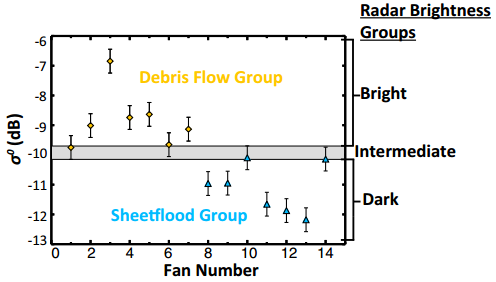 Radar Brightness
Groups
-6
-7
-8
-9
-10
-11
-12
-13
σ⁰ (dB)
Debris Flow Group
Sheetflood Group
Bright
Intermediate
Dark
0 2 4 6 8 10 12 14
Fan Number